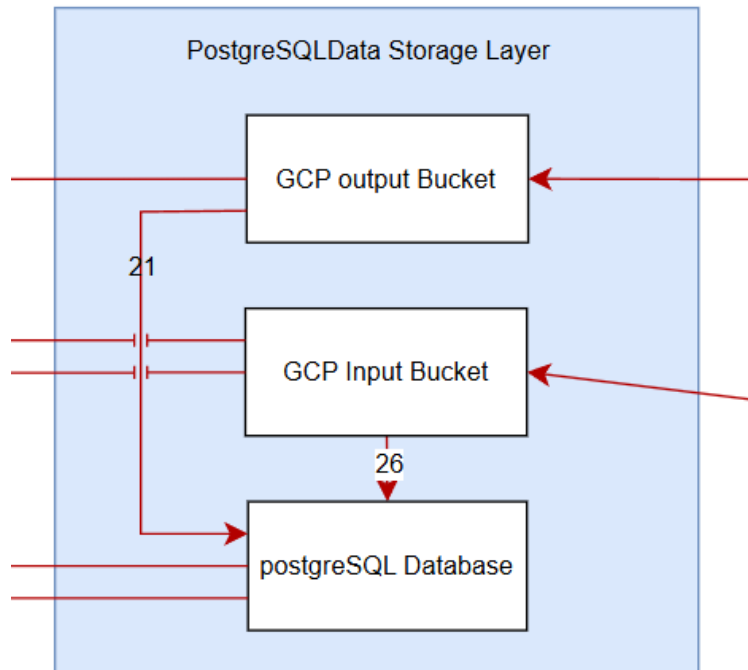 PostgreSQLData Storage Layer
GCP output Bucket
21
GCP Input Bucket
26
postgreSQL Database